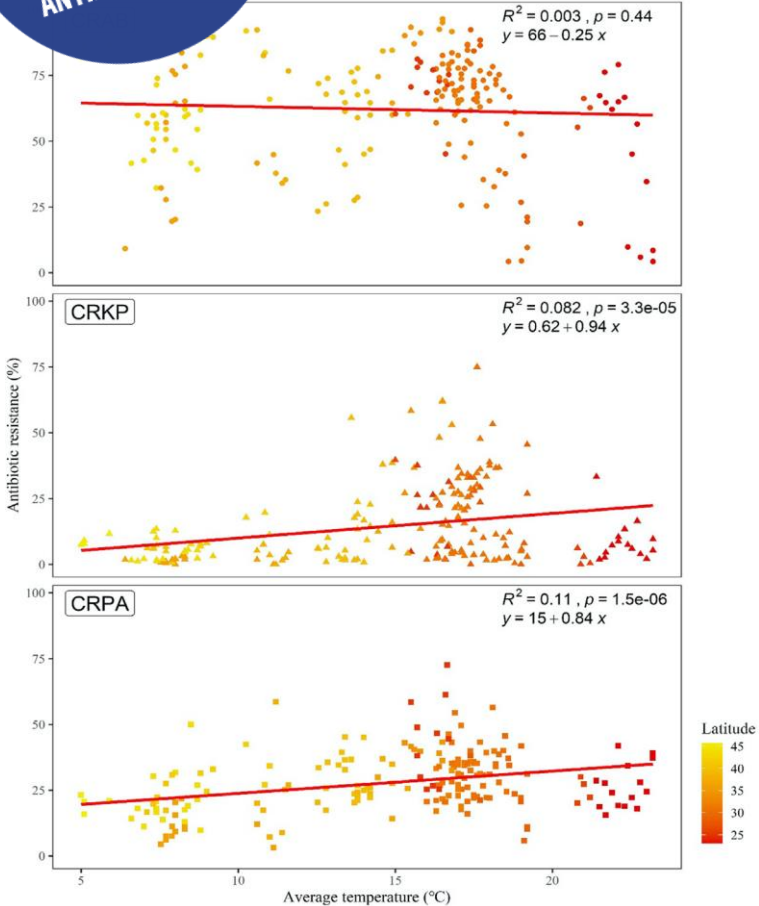 ANTI
R² = 0.003 , p = 0.44
y = 66 − 0.25 x
75
50
25
0
100
CRKP
R² = 0.082 , p = 3.3e-05
y = 0.62 + 0.94 x
75
50
25
0
Antibiotic resistance (%)
100
CRPA
R² = 0.11 , p = 1.5e-06
y = 15 + 0.84 x
75
50
25
0
Latitude
45
40
30
25
5 10 15 20
Average temperature (°C)